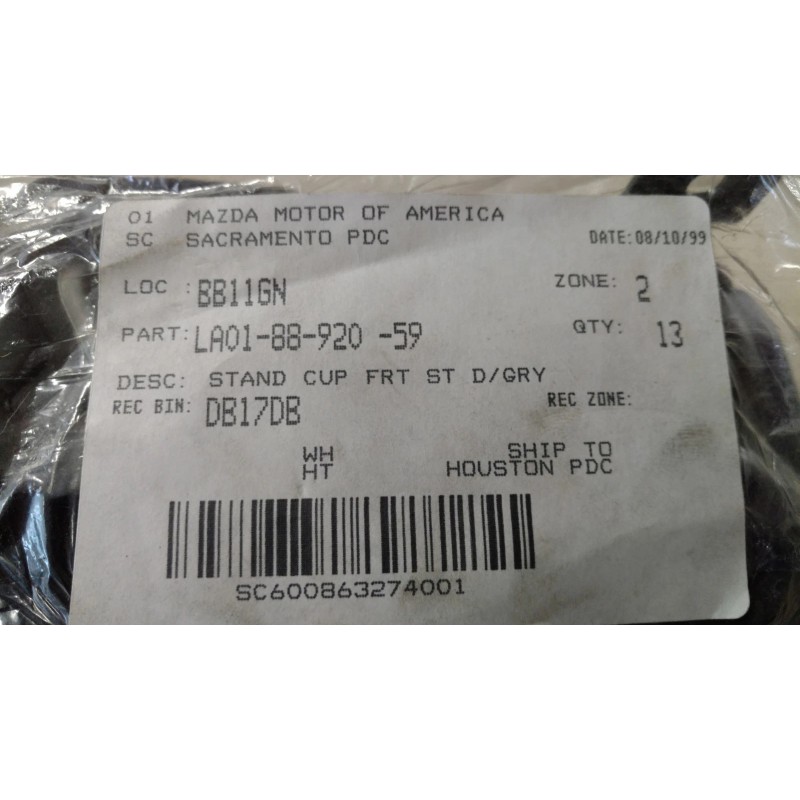 01 MAZDA MOTOR OF AMERICA
SC SACRAMENTO PDC DATE:08/10/99
LOC : BB11GN ZONE: 2
PART: LA01-88-920 -59 QTY: 13
DESC: STAND CUP FRT ST D/GRY
REC BIN: DB17DB REC ZONE:
WH SHIP TO
HT HOUSTON PDC
SC600863274001